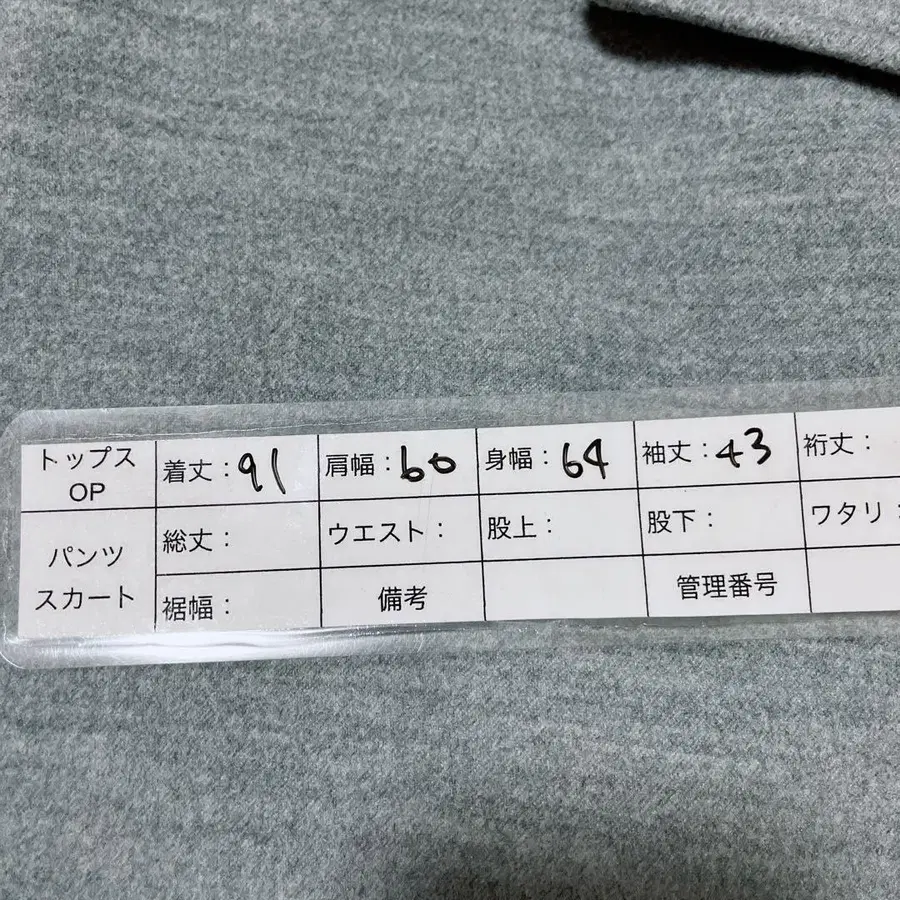 トップス OP 着丈：91 肩幅：60 身幅：64 袖丈：43 裄丈：
パンツ スカート 総丈： ウエスト： 股上： 股下： ワタリ：
裾幅： 備考 管理番号